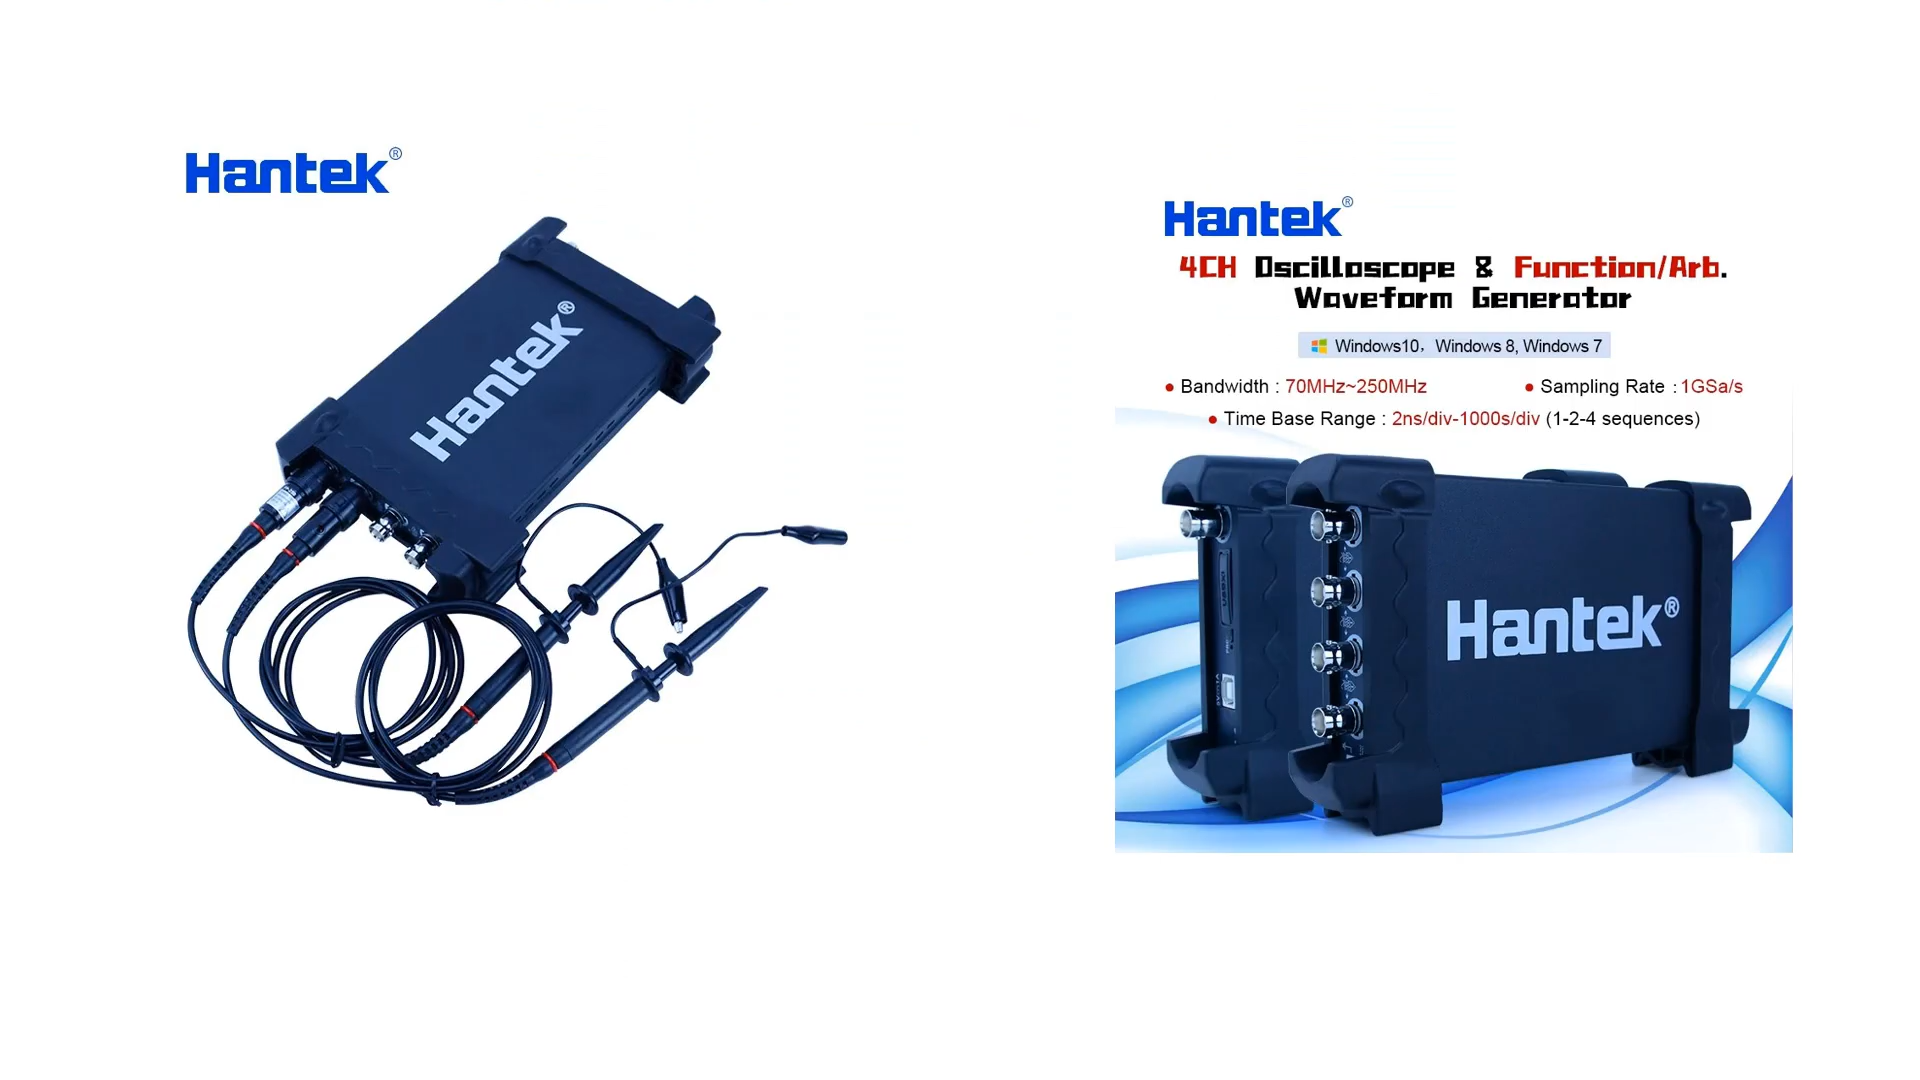 Hantek®
Hantek®
Hantek®
4CH Oscilloscope & Function/Arb.
Waveform Generator
Windows10, Windows 8, Windows 7
● Bandwidth : 70MHz~250MHz
● Sampling Rate : 1GSa/s
● Time Base Range : 2ns/div-1000s/div (1-2-4 sequences)
Hantek®